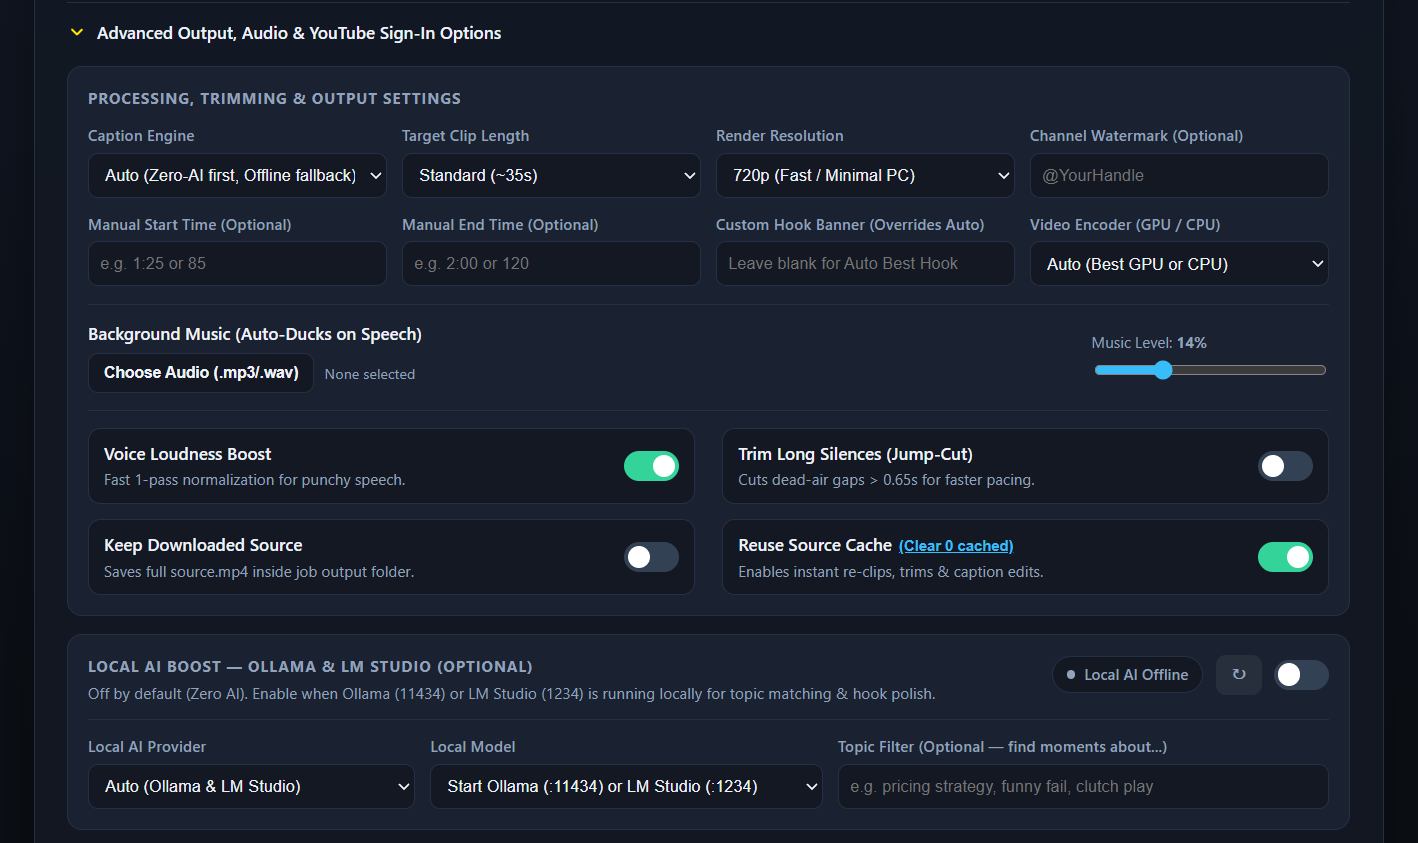 Advanced Output, Audio & YouTube Sign-In Options
PROCESSING, TRIMMING & OUTPUT SETTINGS
Caption Engine
Auto (Zero-AI first, Offline fallback)
Target Clip Length
Standard (~35s)
Render Resolution
720p (Fast / Minimal PC)
Channel Watermark (Optional)
@YourHandle
Manual Start Time (Optional)
e.g. 1:25 or 85
Manual End Time (Optional)
e.g. 2:00 or 120
Custom Hook Banner (Overrides Auto)
Leave blank for Auto Best Hook
Video Encoder (GPU / CPU)
Auto (Best GPU or CPU)
Background Music (Auto-Ducks on Speech)
Choose Audio (.mp3/.wav)
None selected
Music Level: 14%
Voice Loudness Boost
Fast 1-pass normalization for punchy speech.
Trim Long Silences (Jump-Cut)
Cuts dead-air gaps > 0.65s for faster pacing.
Keep Downloaded Source
Saves full source.mp4 inside job output folder.
Reuse Source Cache (Clear 0 cached)
Enables instant re-clips, trims & caption edits.
LOCAL AI BOOST — OLLAMA & LM STUDIO (OPTIONAL)
Off by default (Zero AI). Enable when Ollama (11434) or LM Studio (1234) is running locally for topic matching & hook polish.
Local AI Offline
Local AI Provider
Auto (Ollama & LM Studio)
Local Model
Start Ollama (:11434) or LM Studio (:1234)
Topic Filter (Optional — find moments about...)
e.g. pricing strategy, funny fail, clutch play